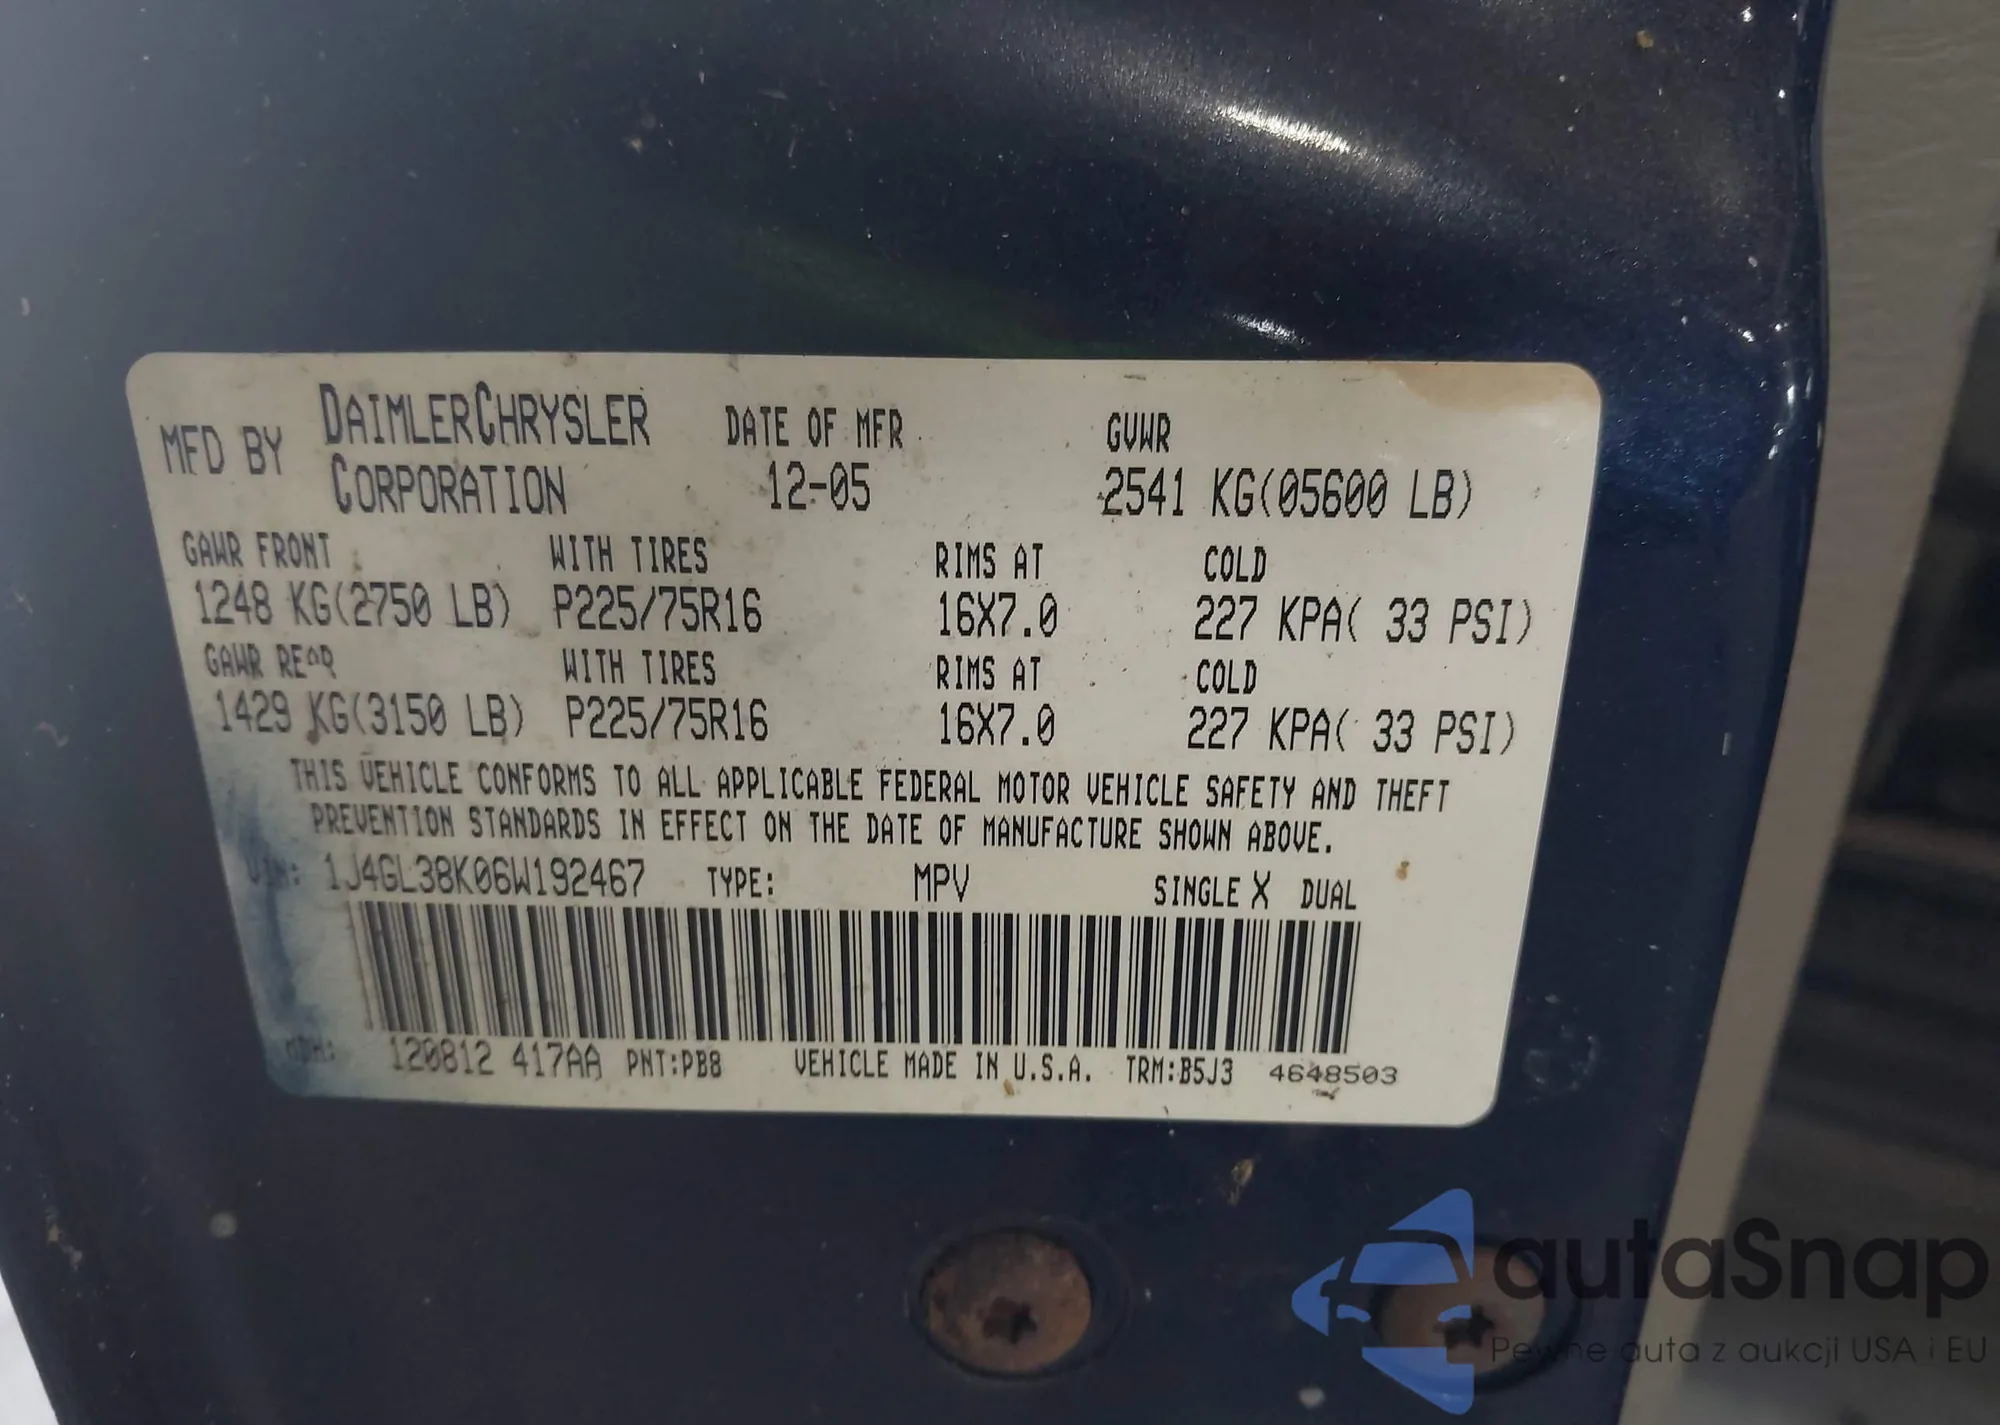 MFD BY DAIMLERCHRYSLER CORPORATION DATE OF MFR 12-05 GVWR 2541 KG(05600 LB)
GAWR FRONT WITH TIRES RIMS AT COLD
1248 KG(2750 LB) P225/75R16 16X7.0 227 KPA( 33 PSI)
GAWR REAR WITH TIRES RIMS AT COLD
1429 KG(3150 LB) P225/75R16 16X7.0 227 KPA( 33 PSI)
THIS VEHICLE CONFORMS TO ALL APPLICABLE FEDERAL MOTOR VEHICLE SAFETY AND THEFT
PREVENTION STANDARDS IN EFFECT ON THE DATE OF MANUFACTURE SHOWN ABOVE.
VIN: 1J4GL38K06W192467 TYPE: MPV SINGLE X DUAL
MDH: 120812 417AA PNT:PB8 VEHICLE MADE IN U.S.A. TRM:B5J3 4648503
autaSnap
Pewne auta z aukcji USA i EU